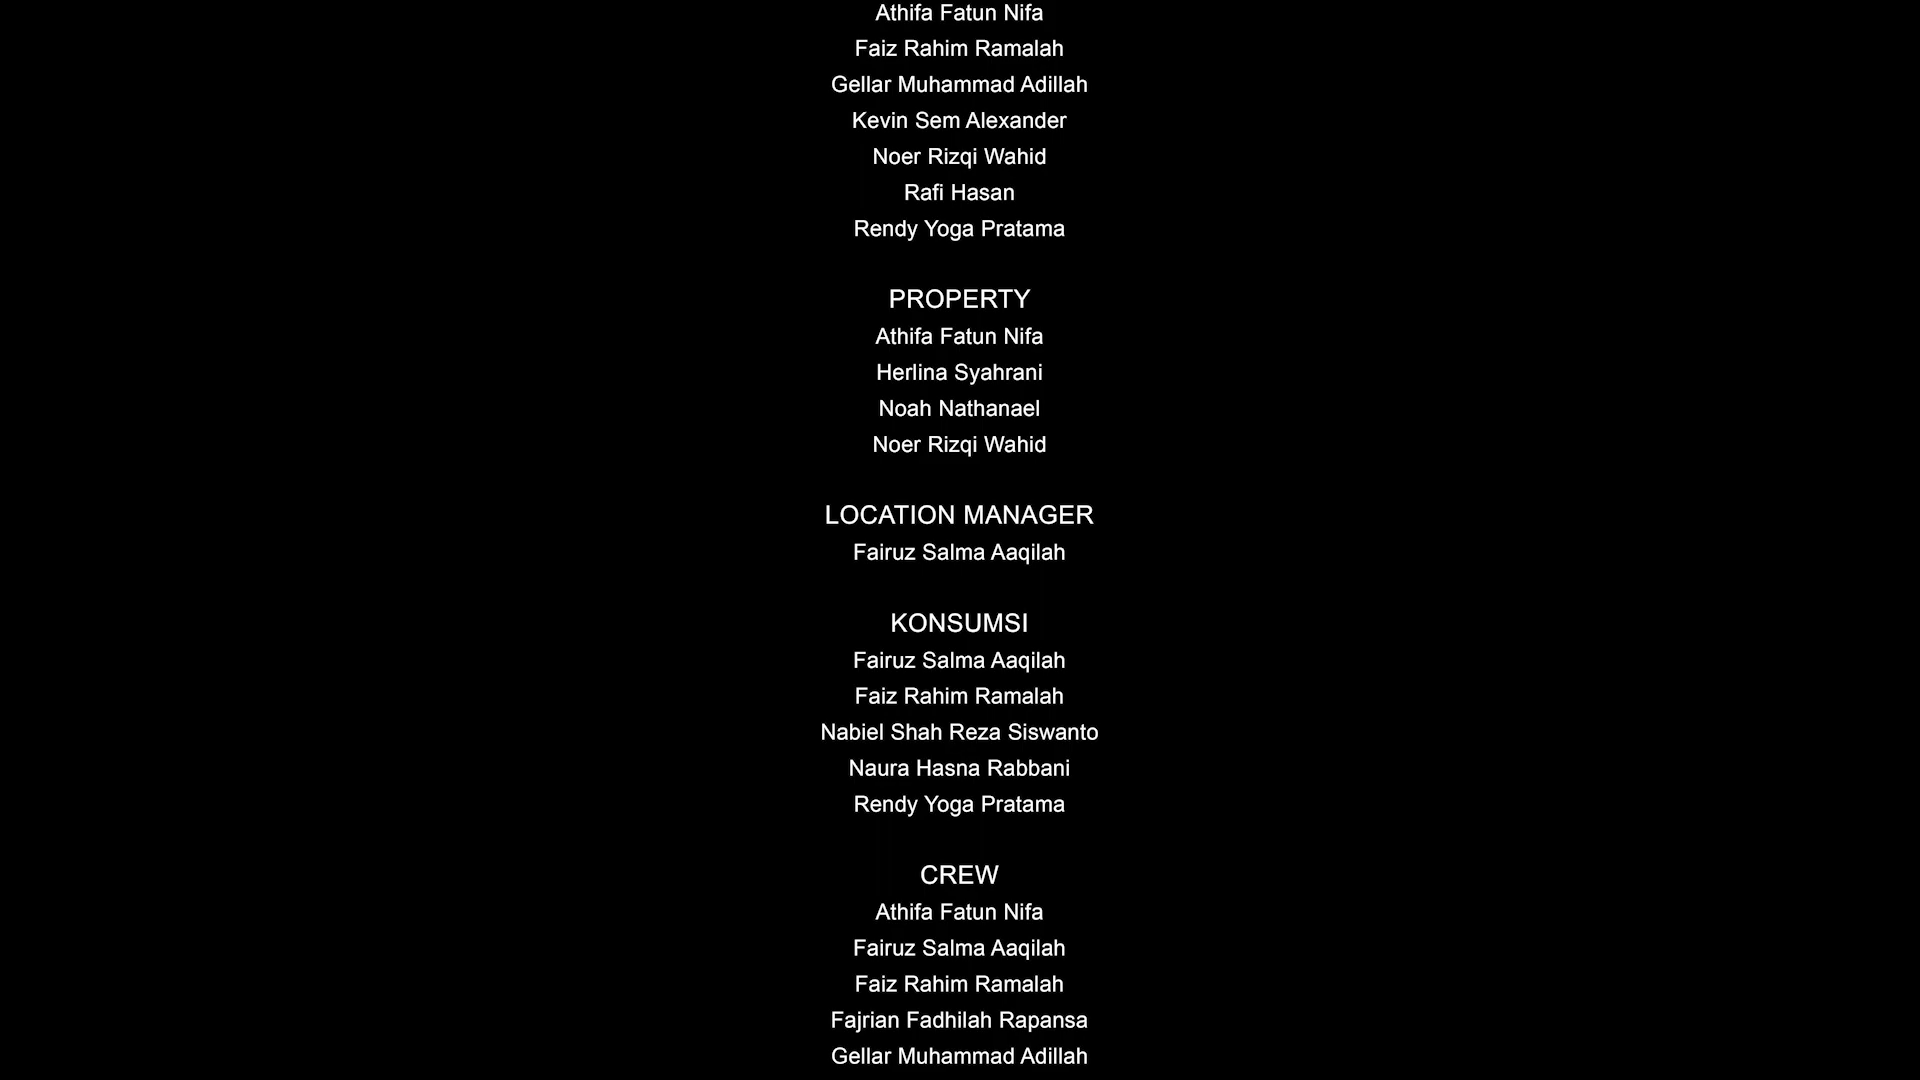 Athifa Fatun Nifa
Faiz Rahim Ramalah
Gellar Muhammad Adillah
Kevin Sem Alexander
Noer Rizqi Wahid
Rafi Hasan
Rendy Yoga Pratama
PROPERTY
Athifa Fatun Nifa
Herlina Syahrani
Noah Nathanael
Noer Rizqi Wahid
LOCATION MANAGER
Fairuz Salma Aaqilah
KONSUMSI
Fairuz Salma Aaqilah
Faiz Rahim Ramalah
Nabiel Shah Reza Siswanto
Naura Hasna Rabbani
Rendy Yoga Pratama
CREW
Athifa Fatun Nifa
Fairuz Salma Aaqilah
Faiz Rahim Ramalah
Fajrian Fadhilah Rapansa
Gellar Muhammad Adillah